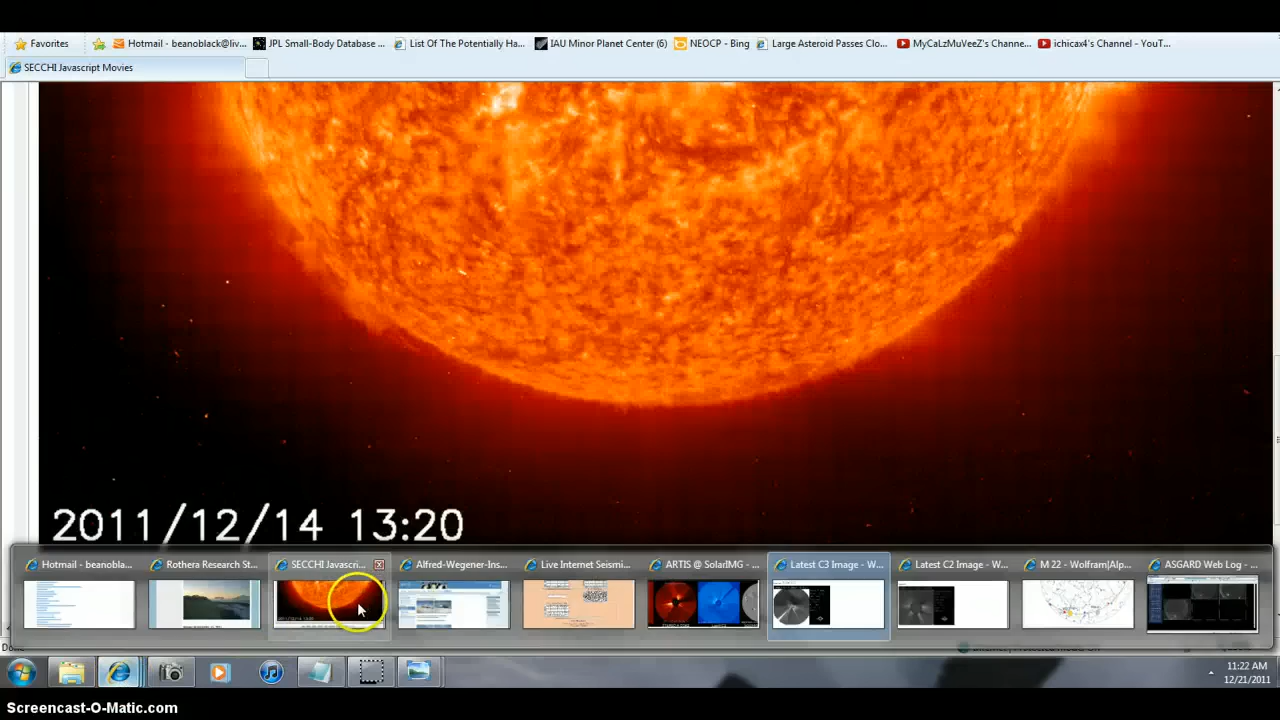 Favorites
Hotmail - beanoblack@liv...
JPL Small-Body Database ...
List Of The Potentially Ha...
IAU Minor Planet Center (6)
NEOCP - Bing
Large Asteroid Passes Clo...
MyCaLzMuVeeZ's Channe...
ichicax4's Channel - YouT...
SECCHI Javascript Movies
2011/12/14 13:20
Hotmail - beanobla...
Rothera Research St...
SECCHI Javascri...
Alfred-Wegener-Ins...
Live Internet Seismi...
ARTIS @ SolarIMG - ...
Latest C3 Image - W...
Latest C2 Image - W...
M 22 - Wolfram|Alp...
ASGARD Web Log - ...
11:22 AM
12/21/2011
Screencast-O-Matic.com